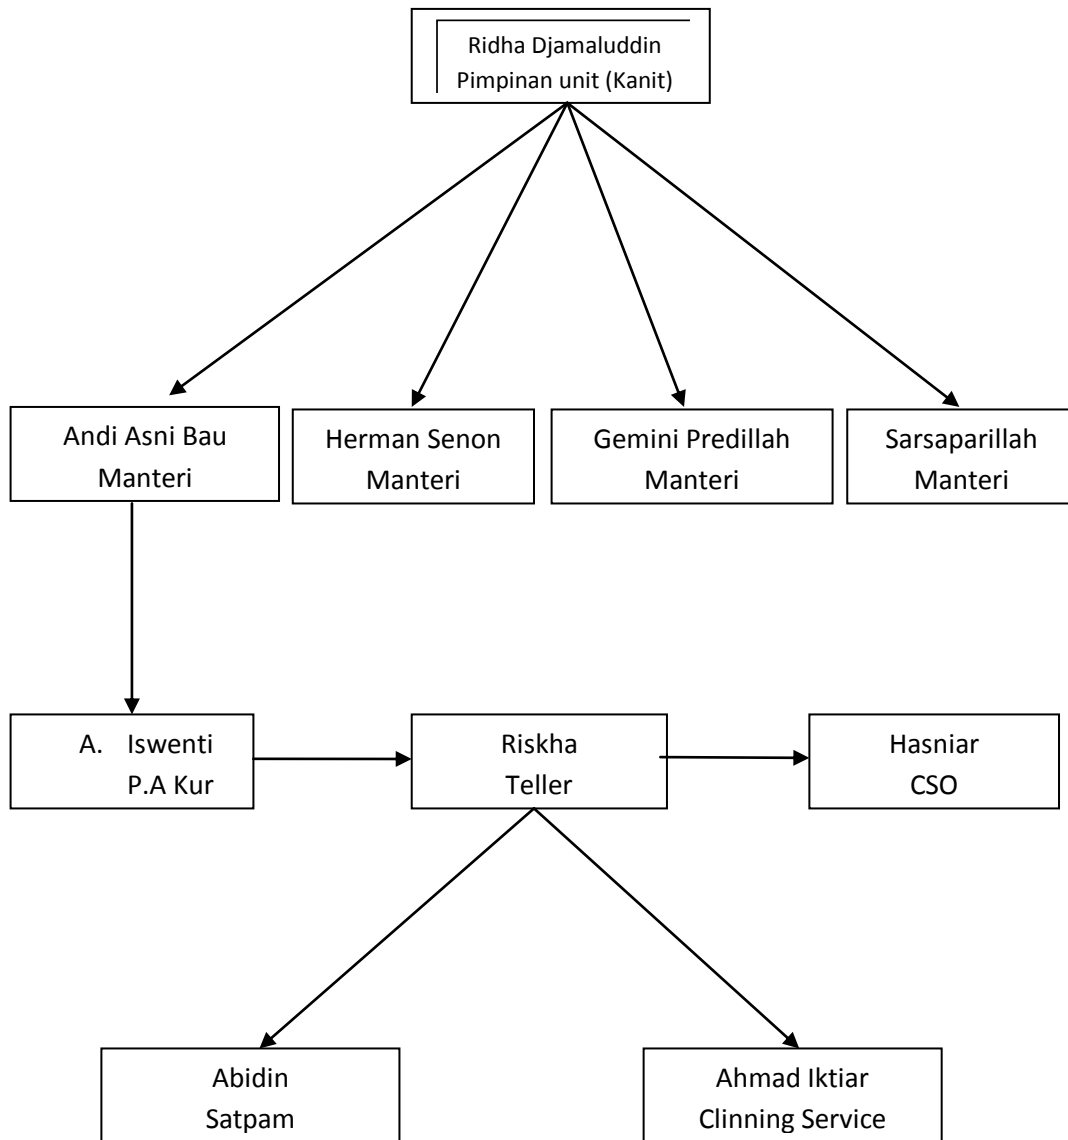 Ridha Djamaluddin
Pimpinan unit (Kanit)
Andi Asni Bau
Manteri
Herman Senon
Manteri
Gemini Predillah
Manteri
Sarsaparillah
Manteri
A. Iswenti
P.A Kur
Riskha
Teller
Hasniar
CSO
Abidin
Satpam
Ahmad Iktiar
Clinning Service